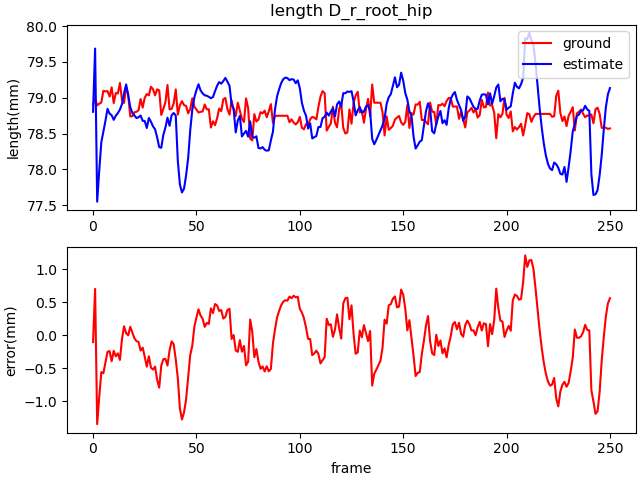 length D_r_root_hip
length(mm)
80.0
79.5
79.0
78.5
78.0
77.5
ground
estimate
0 50 100 150 200 250
error(mm)
1.0
0.5
0.0
−0.5
−1.0
0 50 100 150 200 250
frame